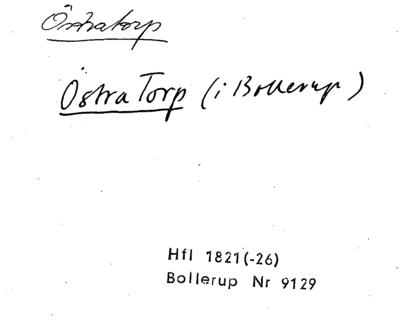 Östratorp
Östra Torp (i Bollerup)
Hfl 1821(-26)
Bollerup Nr 9129